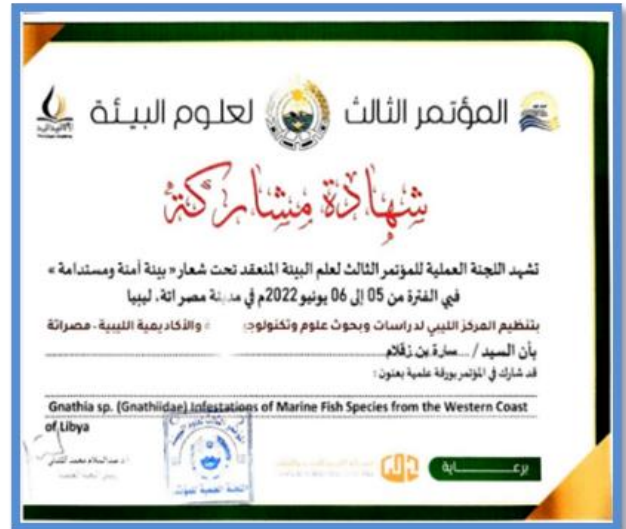 المؤتمر الثالث لعلوم البيئة
شهادة مشاركة
تشهد اللجنة العملية للمؤتمر الثالث لعلم البيئة المنعقد تحت شعار « بيئة آمنة ومستدامة »
في الفترة من 05 إلى 06 يونيو 2022م في مدينة مصراتة، ليبيا
بتنظيم المركز الليبي لدراسات وبحوث علوم وتكنولوجيا والأكاديمية الليبية - مصراتة
بأن السيد / سارة بن زقلام
قد شارك في المؤتمر بورقة علمية بعنوان :
Gnathia sp. (Gnathiidae) Infestations of Marine Fish Species from the Western Coast
of Libya
برعاية